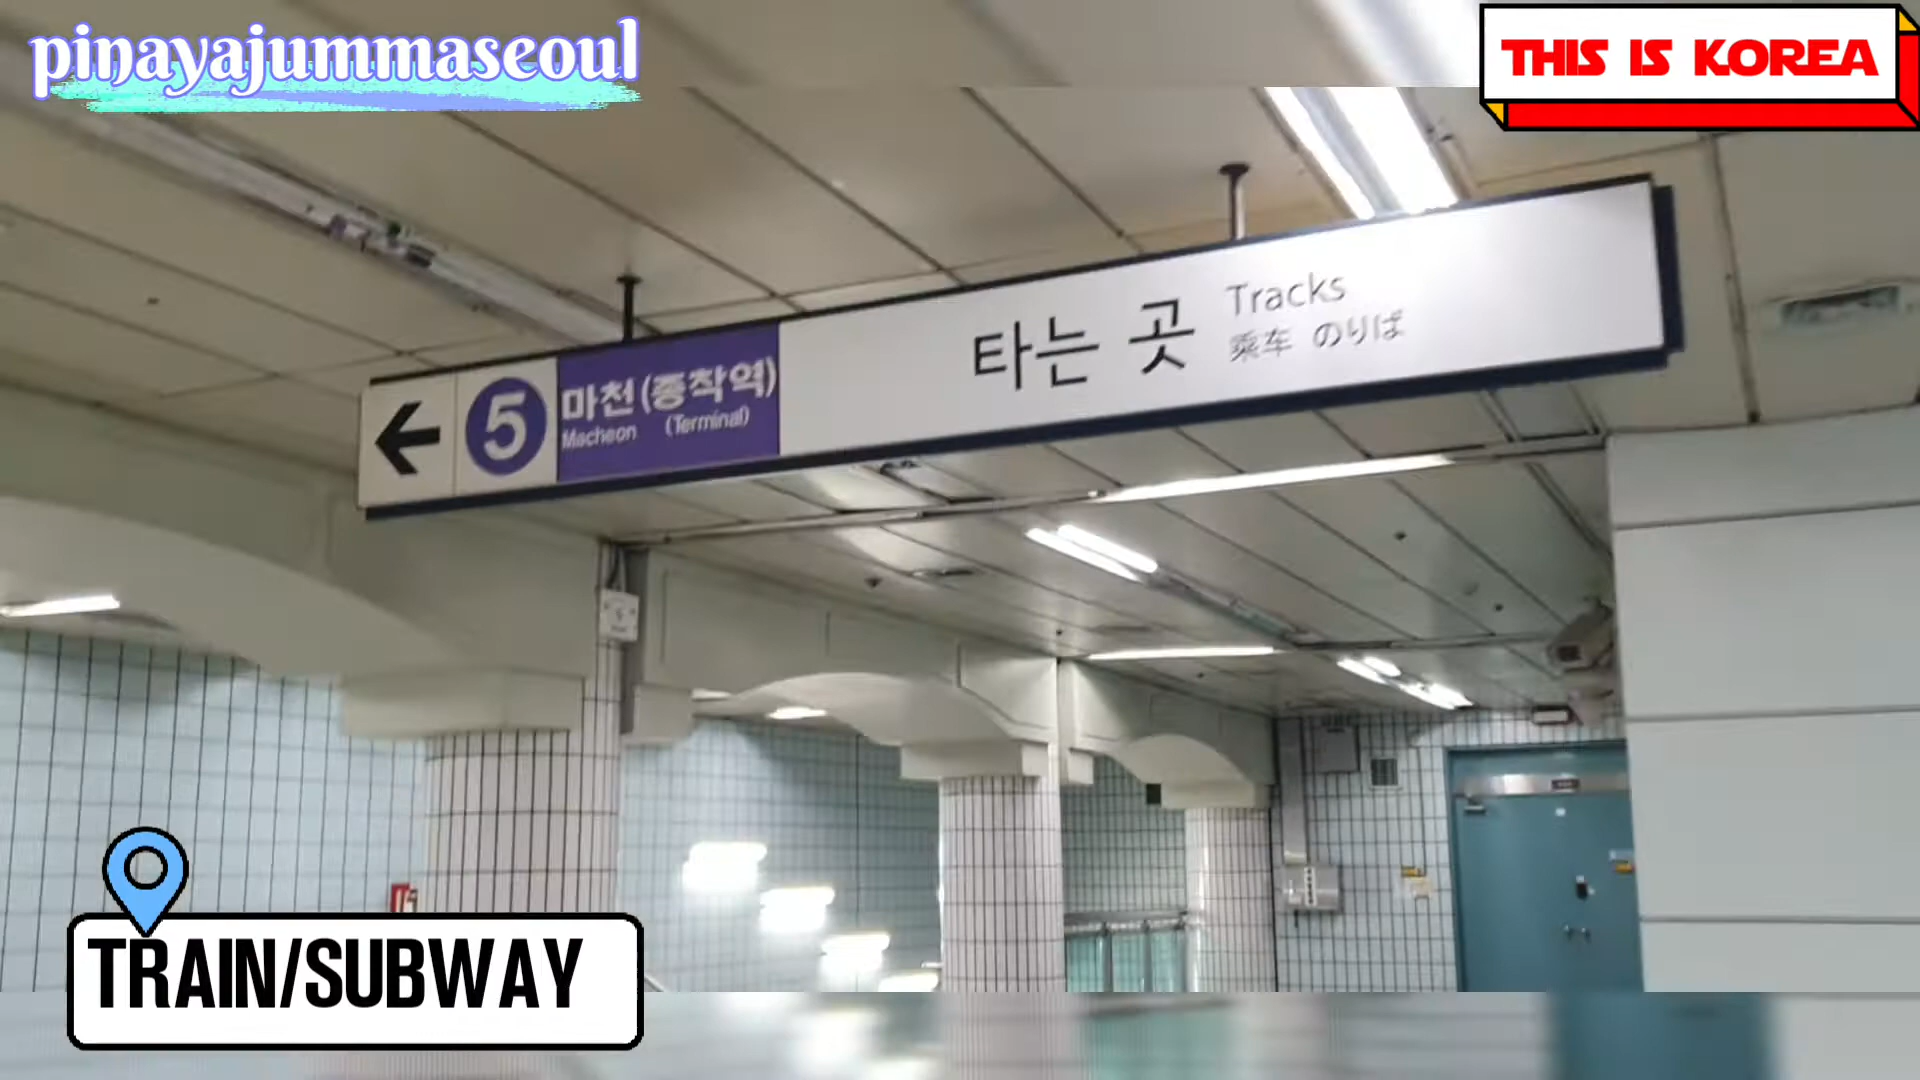 pinayajummaseoul
THIS IS KOREA
5
마천 (종착역)
Macheon (Terminal)
타는 곳
Tracks
乘车 のりば
TRAIN/SUBWAY